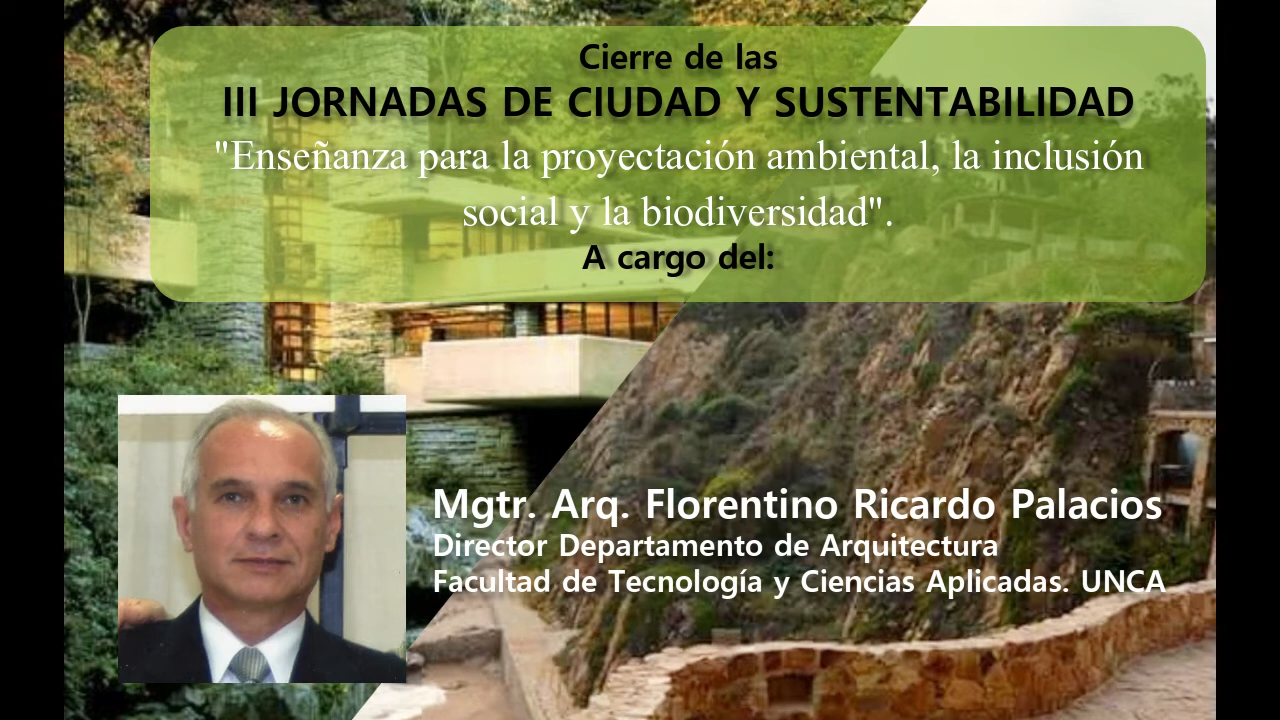 Cierre de las
III JORNADAS DE CIUDAD Y SUSTENTABILIDAD
"Enseñanza para la proyectación ambiental, la inclusión
social y la biodiversidad".
A cargo del:
Mgtr. Arq. Florentino Ricardo Palacios
Director Departamento de Arquitectura
Facultad de Tecnología y Ciencias Aplicadas. UNCA